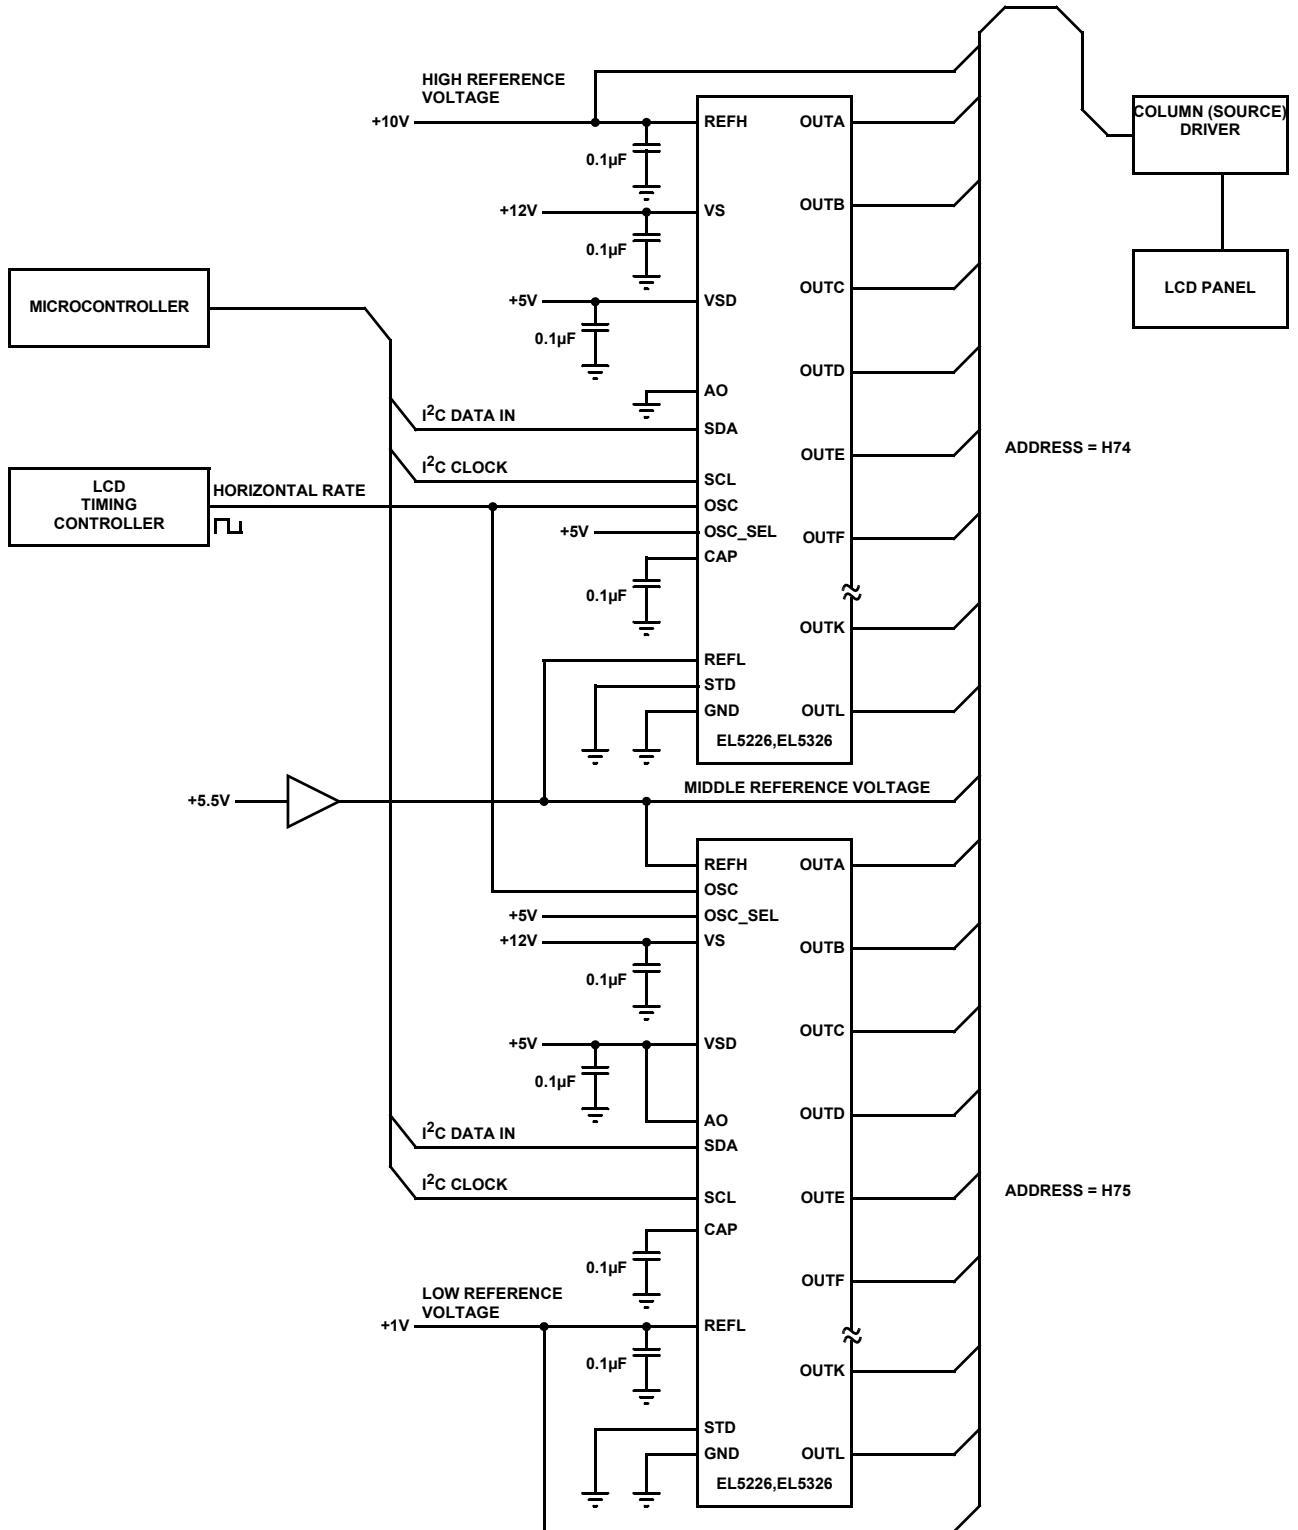 HIGH REFERENCE
VOLTAGE
+10V
REFH
OUTA
0.1µF
COLUMN (SOURCE)
DRIVER
+12V
VS
OUTB
0.1µF
MICROCONTROLLER
+5V
VSD
OUTC
LCD PANEL
0.1µF
OUTD
AO
I²C DATA IN
SDA
OUTE
ADDRESS = H74
I²C CLOCK
SCL
LCD
TIMING
CONTROLLER
HORIZONTAL RATE
OSC
+5V
OSC_SEL
OUTF
CAP
0.1µF
OUTK
REFL
STD
GND
OUTL
EL5226,EL5326
+5.5V
MIDDLE REFERENCE VOLTAGE
REFH
OUTA
OSC
+5V
OSC_SEL
+12V
VS
OUTB
0.1µF
OUTC
+5V
VSD
0.1µF
OUTD
AO
I²C DATA IN
SDA
I²C CLOCK
SCL
OUTE
ADDRESS = H75
CAP
0.1µF
OUTF
LOW REFERENCE
VOLTAGE
+1V
REFL
0.1µF
OUTK
STD
GND
OUTL
EL5226,EL5326